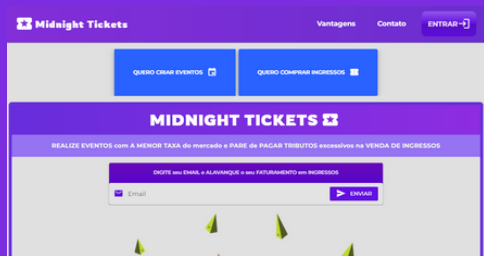 Midnight Tickets
Vantagens
Contato
ENTRAR
QUERO CRIAR EVENTOS
QUERO COMPRAR INGRESSOS
MIDNIGHT TICKETS
REALIZE EVENTOS com A MENOR TAXA do mercado e PARE de PAGAR TRIBUTOS excessivos na VENDA DE INGRESSOS
DIGITE seu EMAIL e ALAVANQUE o seu FATURAMENTO em INGRESSOS
Email
ENVIAR